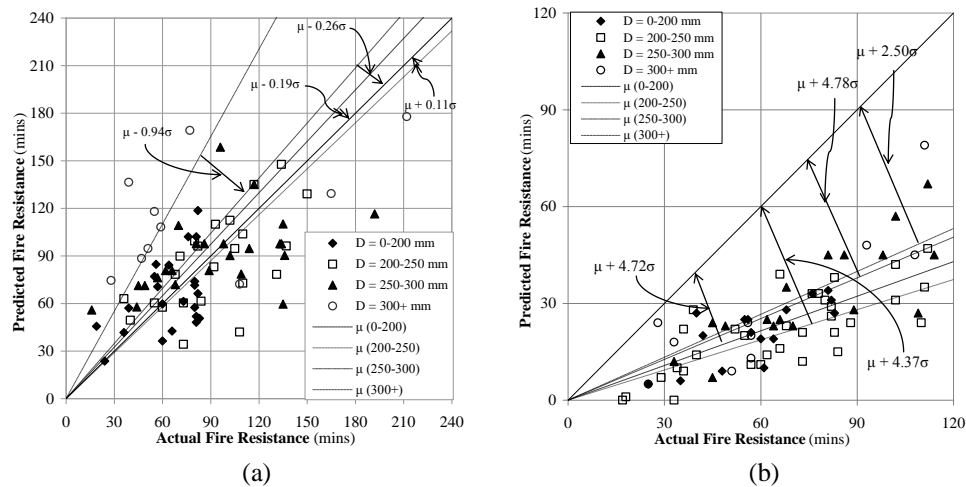 240
210
180
150
120
90
60
30
0
Predicted Fire Resistance (mins)
0 30 60 90 120 150 180 210 240
Actual Fire Resistance (mins)
μ - 0.26σ
μ - 0.19σ
μ + 0.11σ
μ - 0.94σ
D = 0-200 mm
D = 200-250 mm
D = 250-300 mm
D = 300+ mm
μ (0-200)
μ (200-250)
μ (250-300)
μ (300+)
(a)
120
90
60
30
0
Predicted Fire Resistance (mins)
0 30 60 90 120
Actual Fire Resistance (mins)
D = 0-200 mm
D = 200-250 mm
D = 250-300 mm
D = 300+ mm
μ (0-200)
μ (200-250)
μ (250-300)
μ (300+)
μ + 2.50σ
μ + 4.78σ
μ + 4.72σ
μ + 4.37σ
(b)